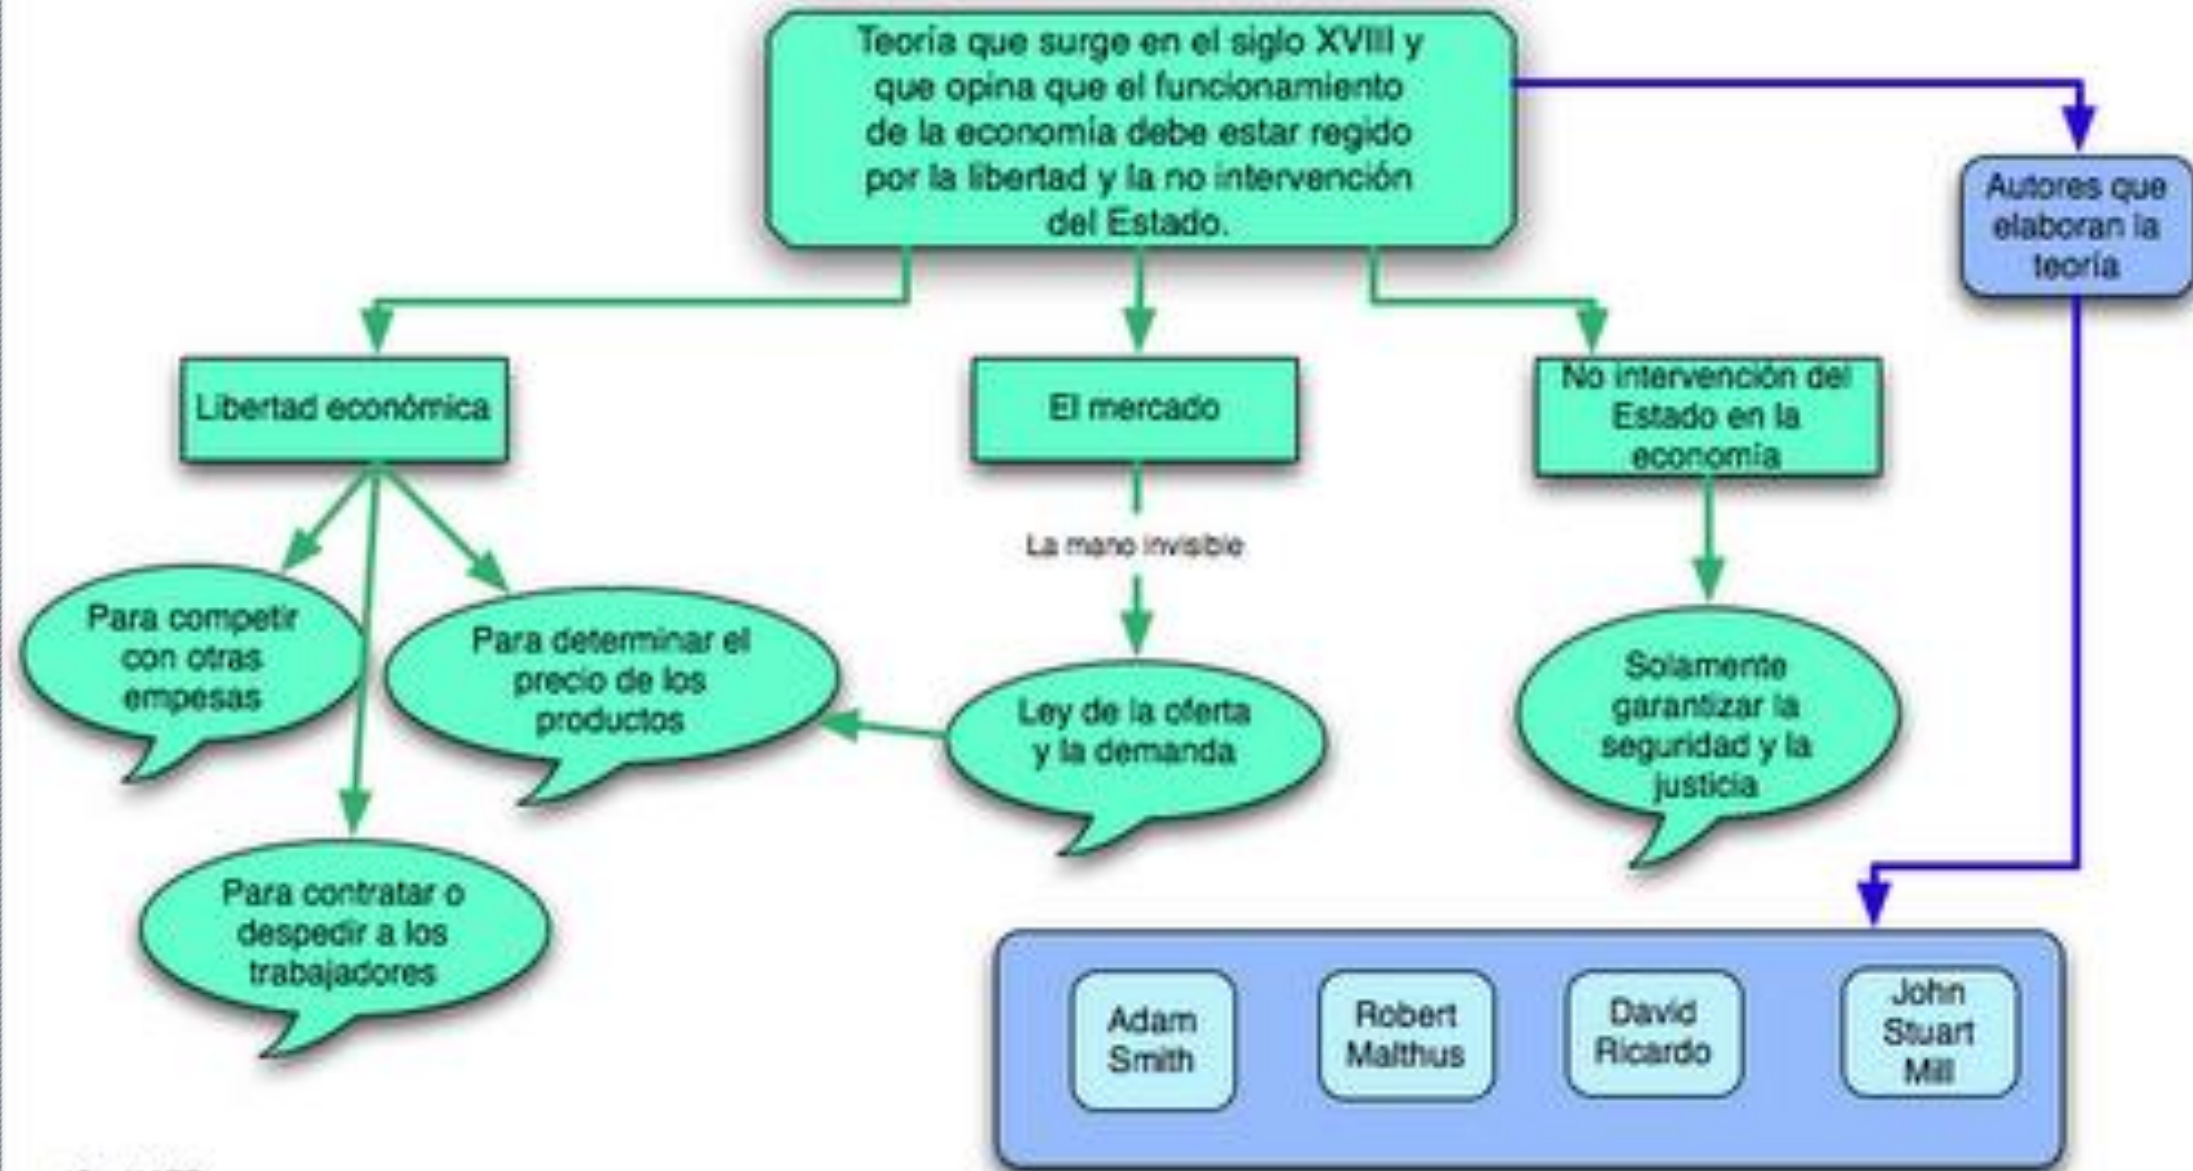 Teoría que surge en el siglo XVIII y
que opina que el funcionamiento
de la economía debe estar regido
por la libertad y la no intervención
del Estado.
Autores que
elaboran la
teoría
Libertad económica
El mercado
No intervención del
Estado en la
economía
La mano invisible
Para competir
con otras
empesas
Para determinar el
precio de los
productos
Ley de la oferta
y la demanda
Solamente
garantizar la
seguridad y la
justicia
Para contratar o
despedir a los
trabajadores
Adam
Smith
Robert
Malthus
David
Ricardo
John
Stuart
Mill